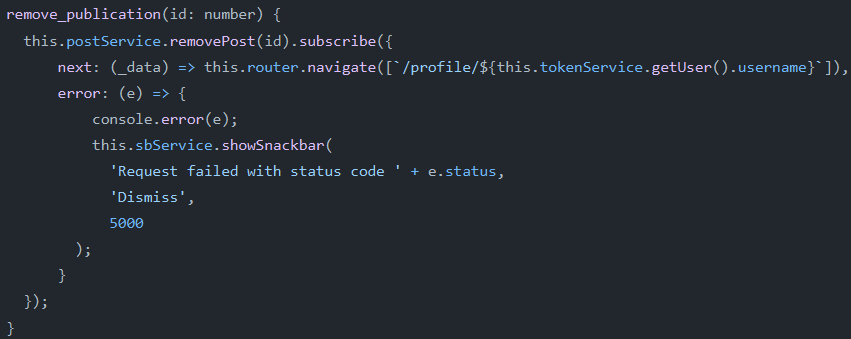 remove_publication(id: number) {
this.postService.removePost(id).subscribe({
next: (_data) => this.router.navigate([`/profile/${this.tokenService.getUser().username}`]),
error: (e) => {
console.error(e);
this.sbService.showSnackbar(
'Request failed with status code ' + e.status,
'Dismiss',
5000
);
}
});
}